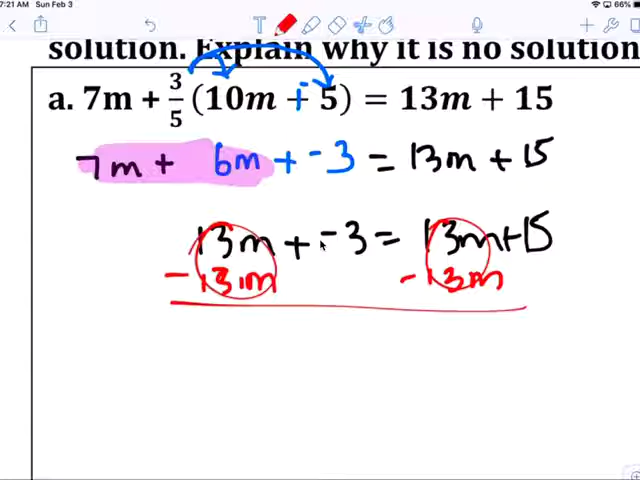 7:21 AM Sun Feb 3 66%
solution. Explain why it is no solution
a. 7m + 3/5 (10m + -5) = 13m + 15
7m + 6m + -3 = 13m + 15
13m + -3 = 13m + 15
-13m -13m